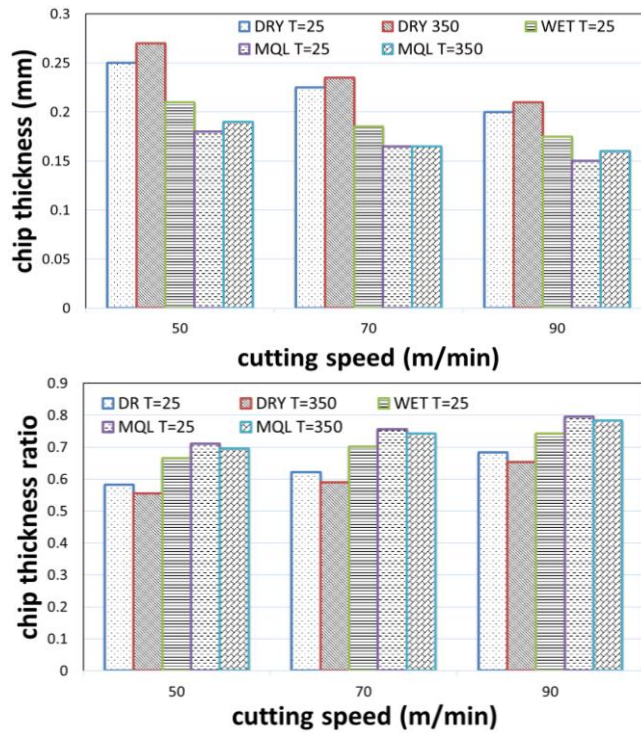 0.3
DRY T=25 DRY 350 WET T=25
MQL T=25 MQL T=350
0.25
0.2
0.15
0.1
0.05
0
chip thickness (mm)
50 70 90
cutting speed (m/min)
0.9
DR T=25 DRY T=350 WET T=25
0.8
MQL T=25 MQL T=350
0.7
0.6
0.5
0.4
0.3
0.2
0.1
0
chip thickness ratio
50 70 90
cutting speed (m/min)